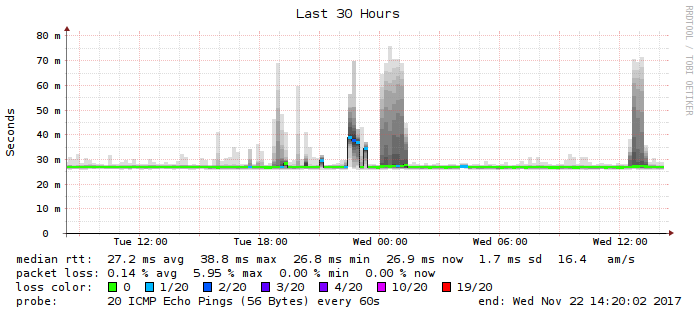 Last 30 Hours
RRDTOOL / TOBI OETIKER
Seconds
80 m
70 m
60 m
50 m
40 m
30 m
20 m
10 m
0
Tue 12:00 Tue 18:00 Wed 00:00 Wed 06:00 Wed 12:00
median rtt: 27.2 ms avg 38.8 ms max 26.8 ms min 26.9 ms now 1.7 ms sd 16.4 am/s
packet loss: 0.14 % avg 5.95 % max 0.00 % min 0.00 % now
loss color: 0 1/20 2/20 3/20 4/20 10/20 19/20
probe: 20 ICMP Echo Pings (56 Bytes) every 60s end: Wed Nov 22 14:20:02 2017